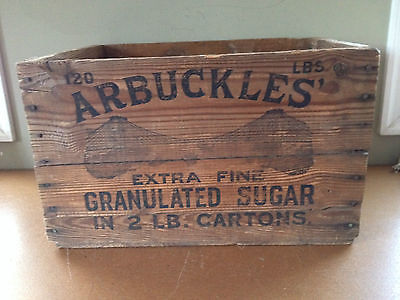 120 LBS
ARBUCKLES'
EXTRA FINE
GRANULATED SUGAR
IN 2 LB. CARTONS.